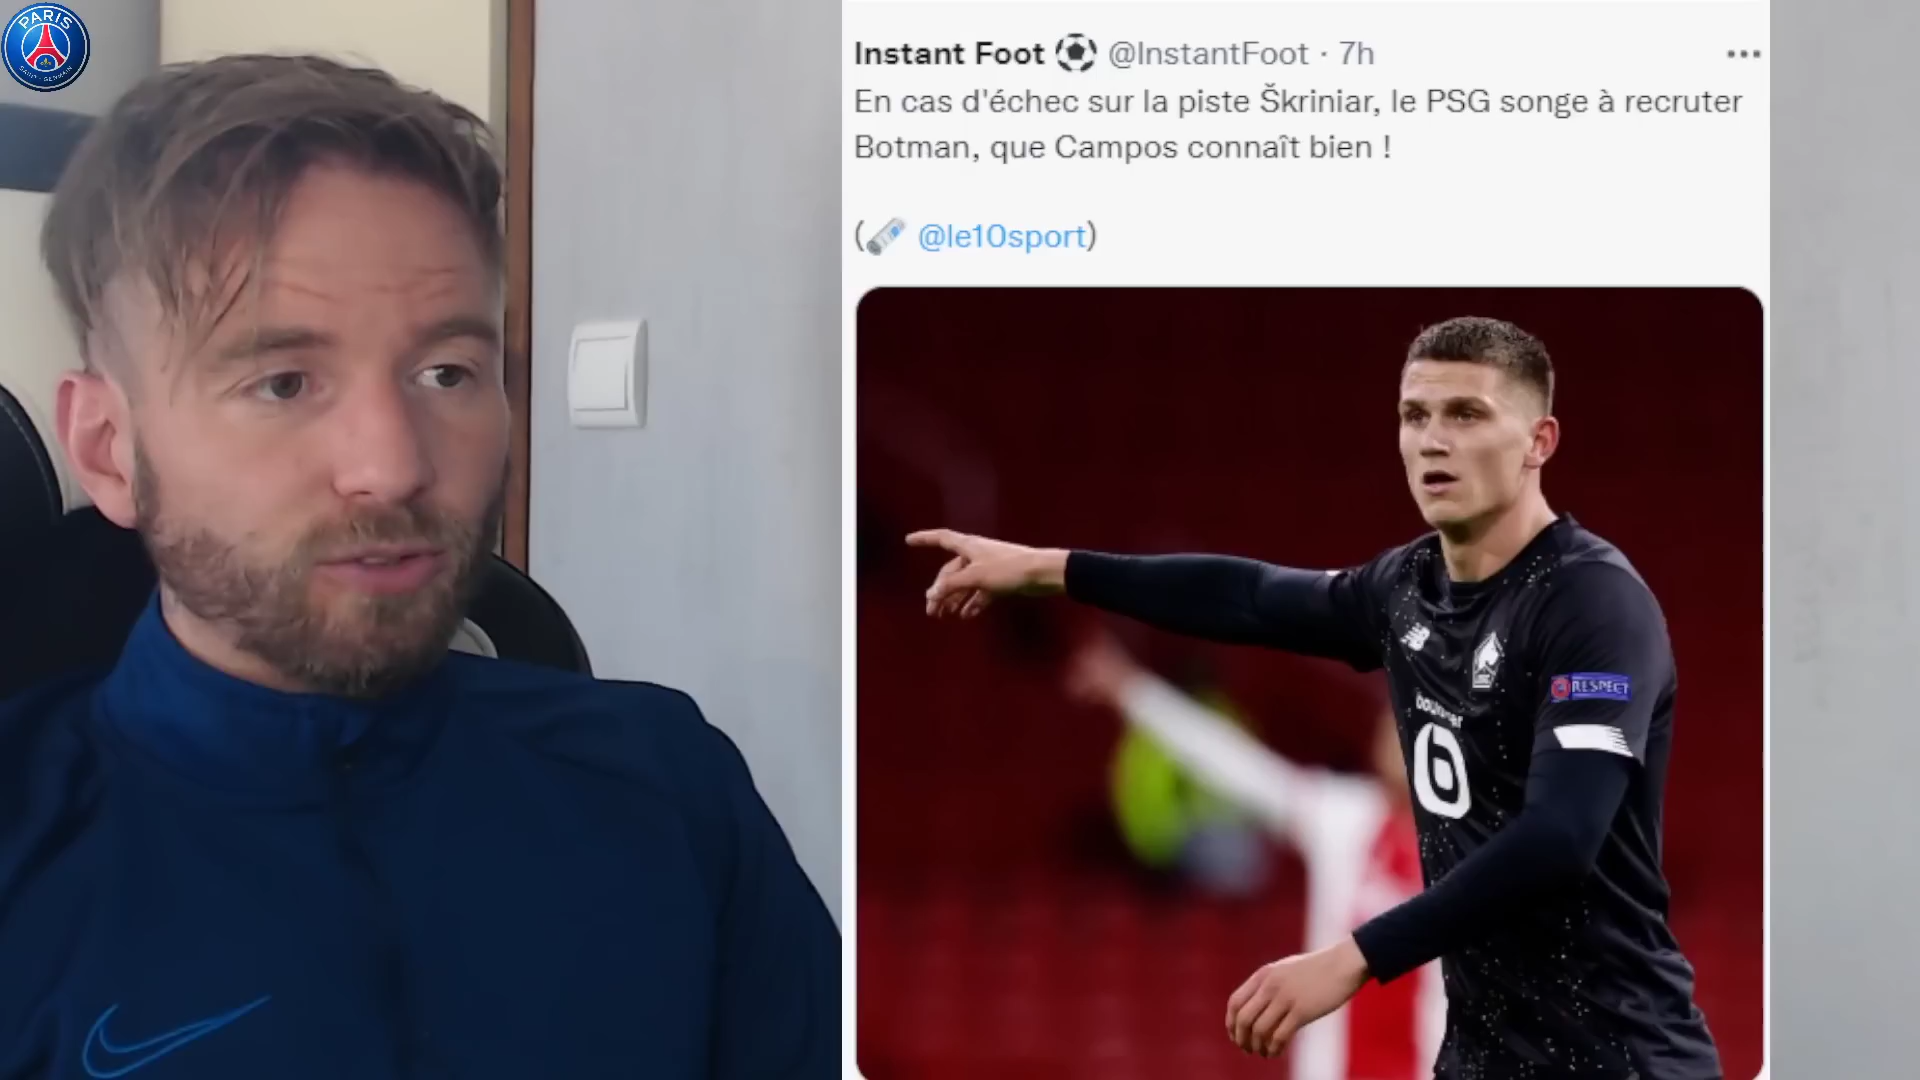 PARIS
SAINT-GERMAIN
Instant Foot @InstantFoot · 7h
En cas d'échec sur la piste Škriniar, le PSG songe à recruter
Botman, que Campos connaît bien !
(@le10sport)
RESPECT